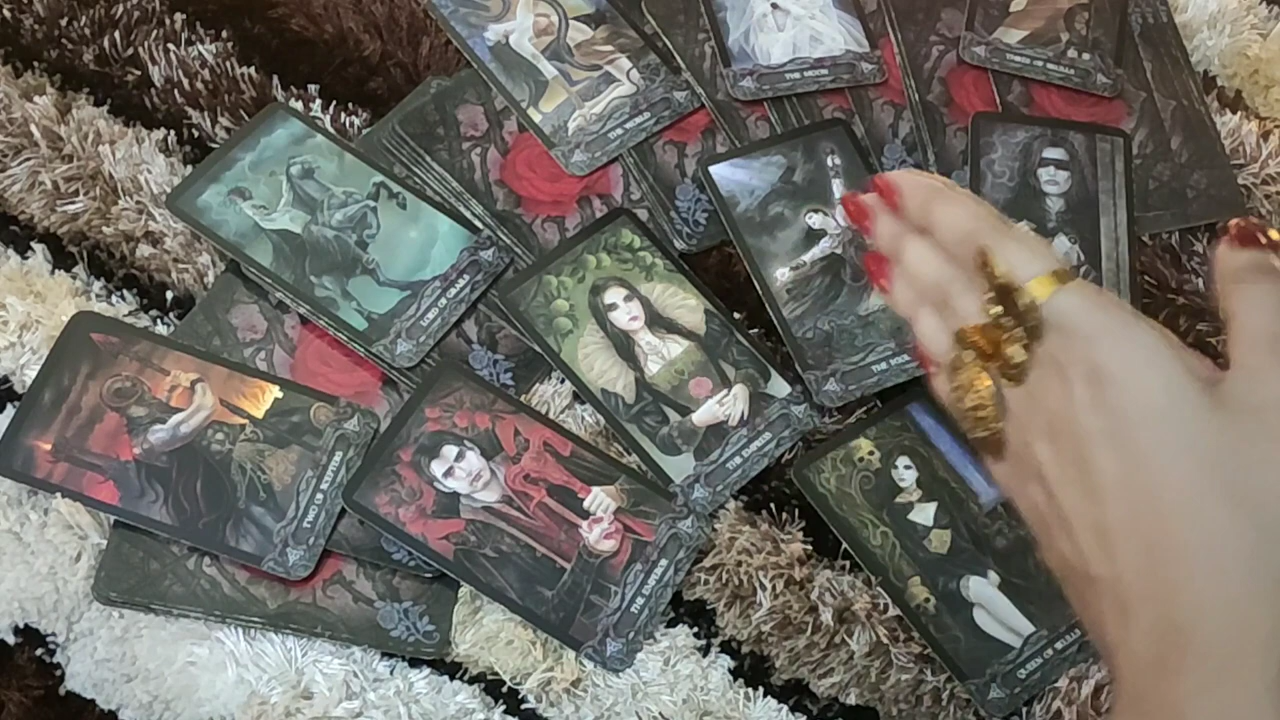 THE WORLD
THE MOON
THREE OF SKULLS
LORD OF GRAILS
THE FOOL
THE EMPRESS
TWO OF SCEPTERS
THE EMPEROR
QUEEN OF SKULLS